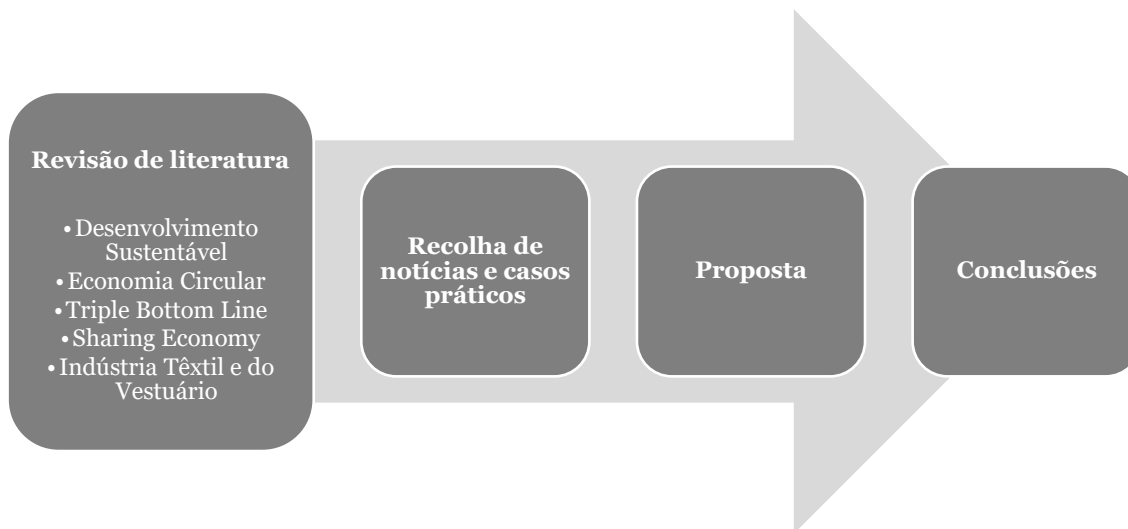 Revisão de literatura
•Desenvolvimento
Sustentável
•Economia Circular
•Triple Bottom Line
•Sharing Economy
•Indústria Têxtil e do
Vestuário
Recolha de
notícias e casos
práticos
Proposta
Conclusões